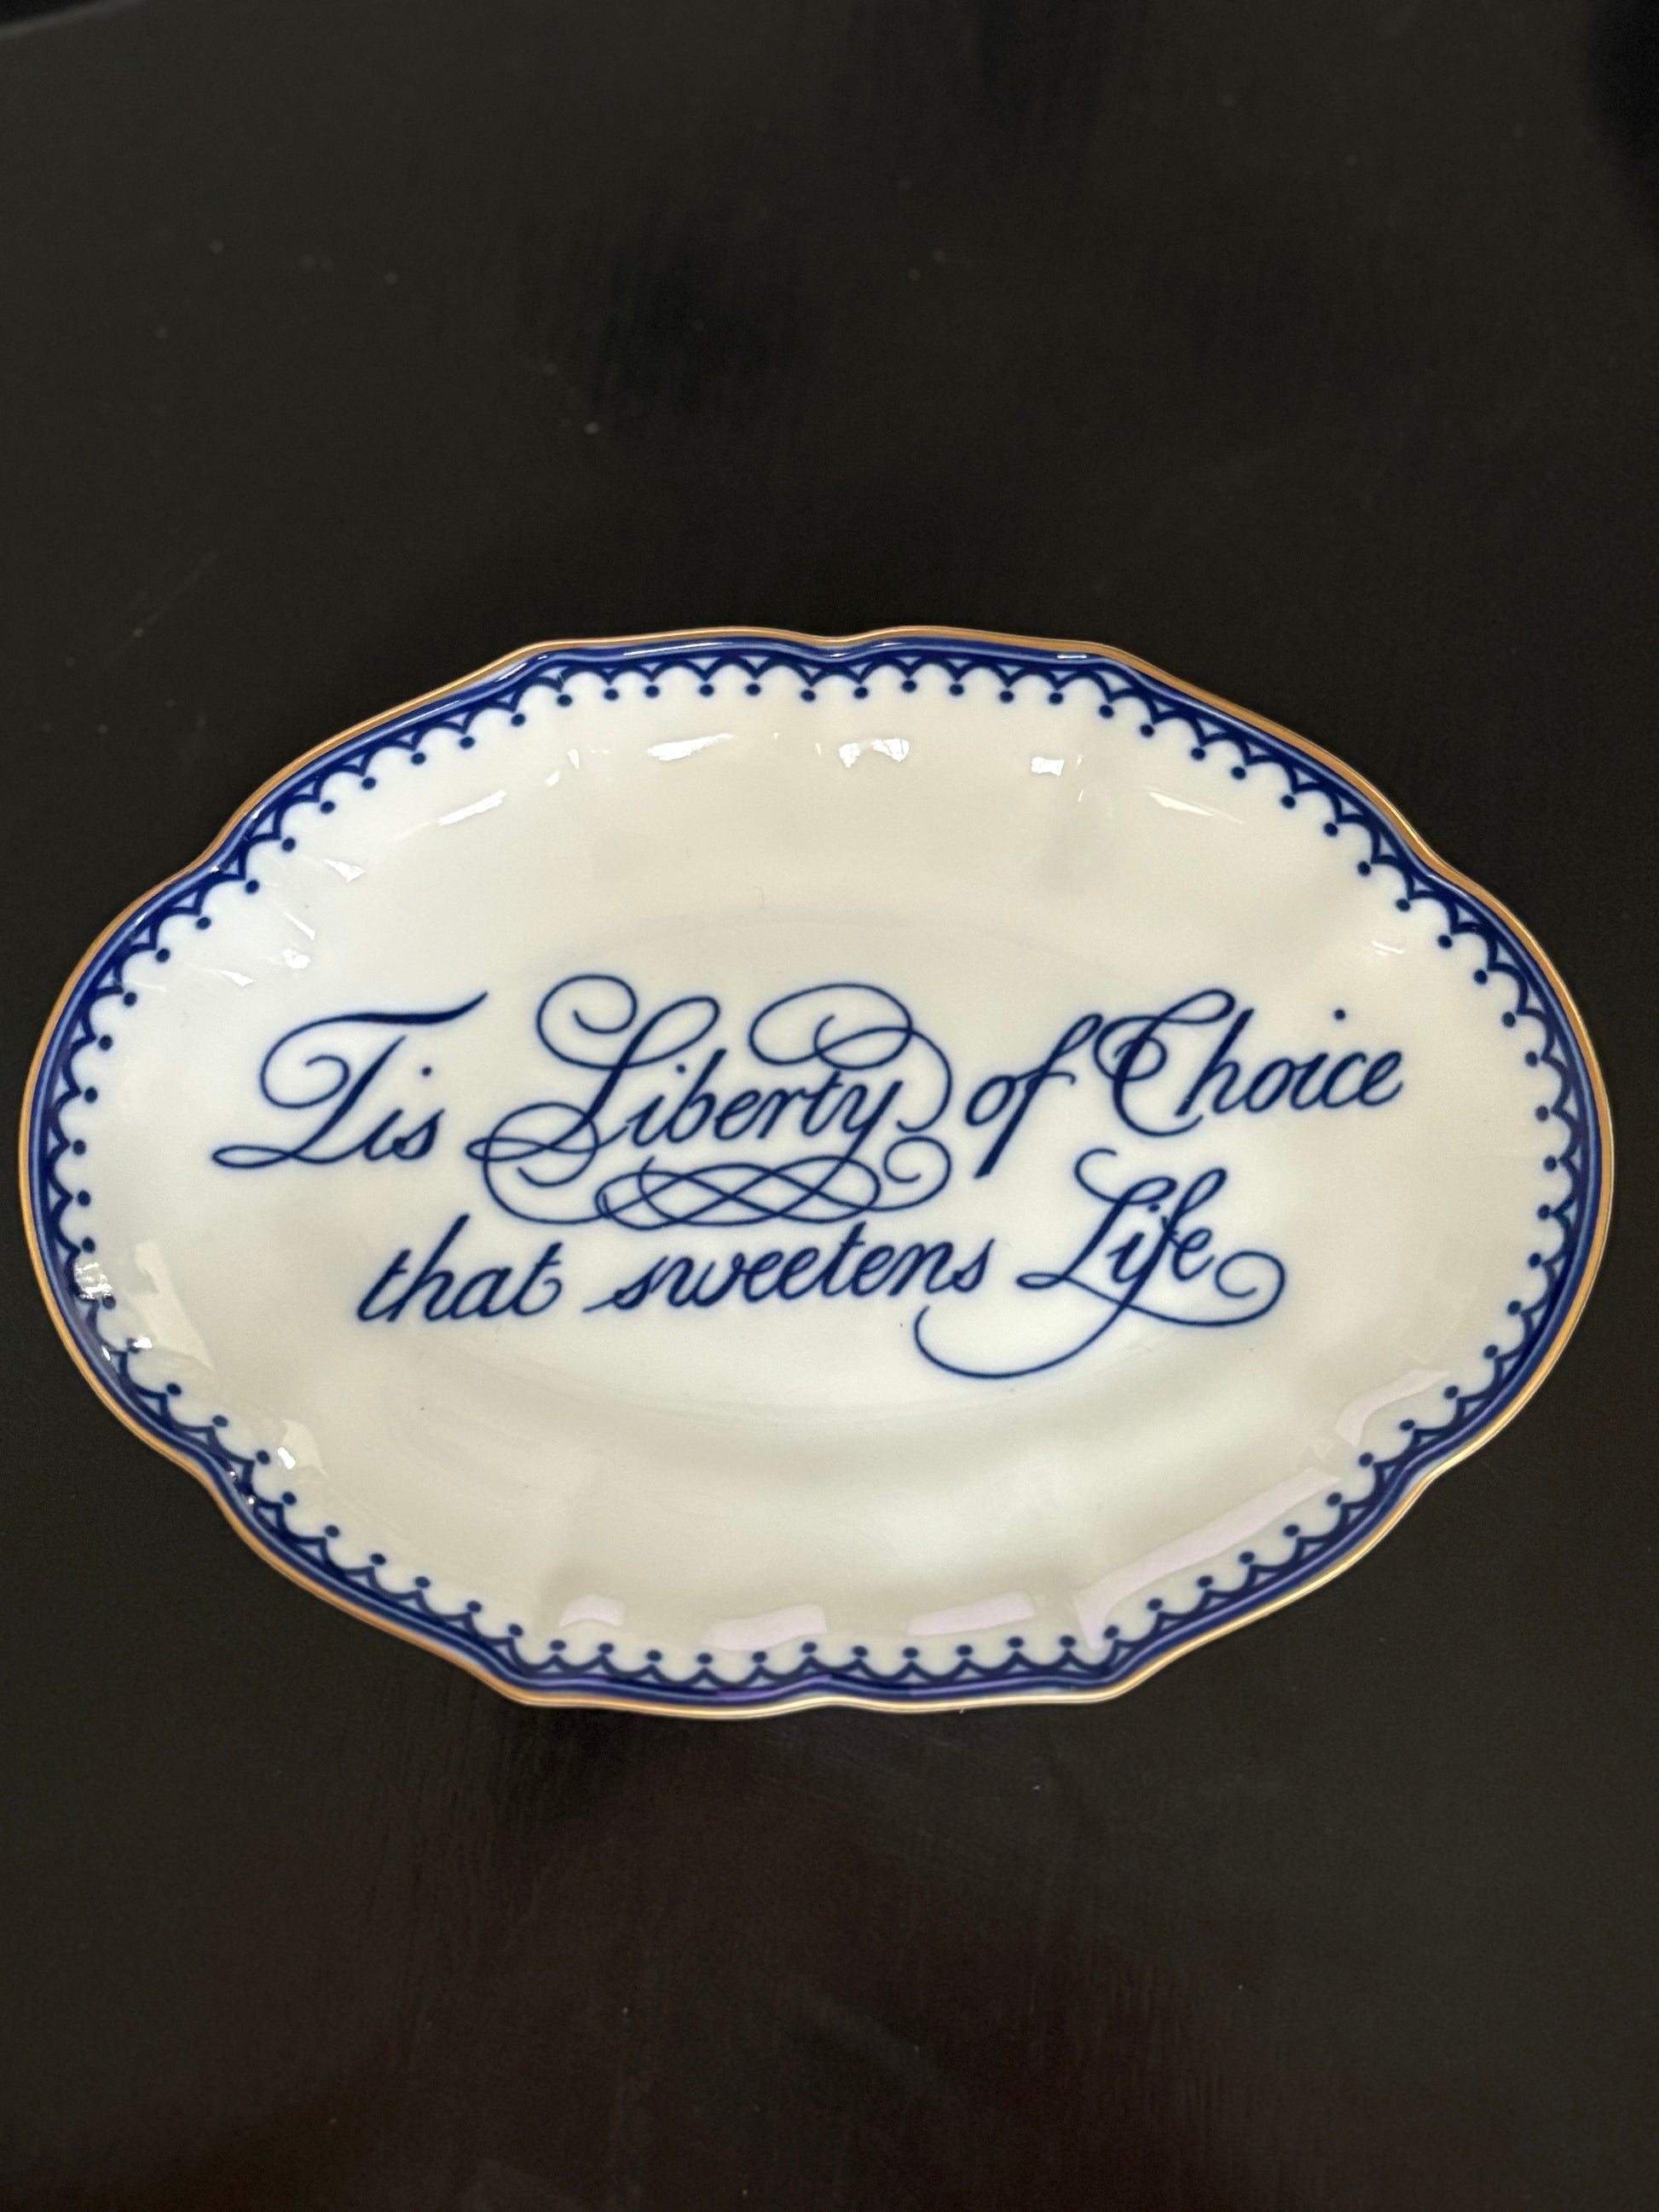 Tis Liberty of Choice
that sweetens Life